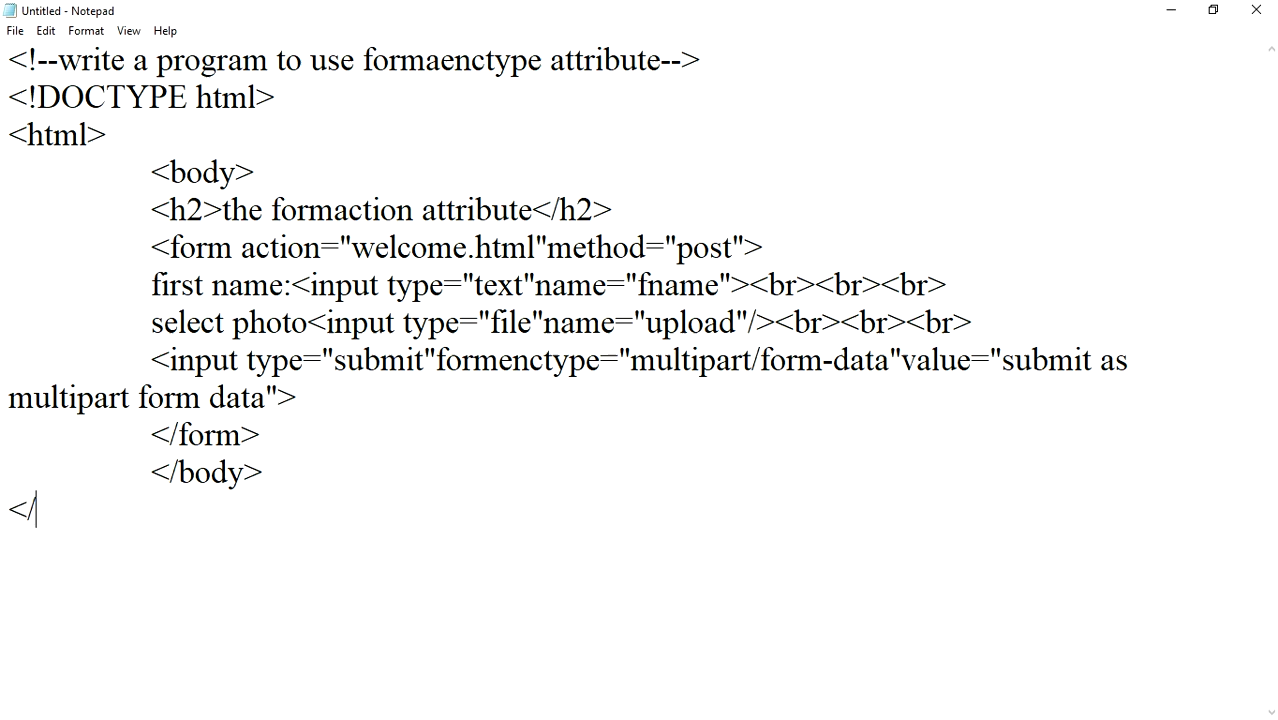 Untitled - Notepad
File Edit Format View Help
<!--write a program to use formaenctype attribute-->
<!DOCTYPE html>
<html>
<body>
<h2>the formaction attribute</h2>
<form action="welcome.html"method="post">
first name:<input type="text"name="fname"><br><br><br>
select photo<input type="file"name="upload"/><br><br><br>
<input type="submit"formenctype="multipart/form-data"value="submit as
multipart form data">
</form>
</body>
</